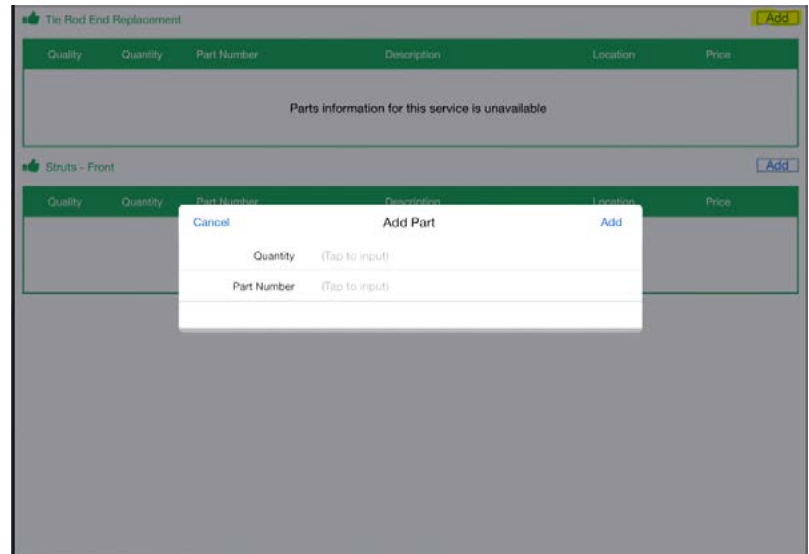 Tie Rod End Replacement Add
Quality Quantity Part Number Description Location Price
Parts information for this service is unavailable
Struts - Front Add
Quality Quantity Part Number Description Location Price
Cancel Add Part Add
Quantity (Tap to input)
Part Number (Tap to input)